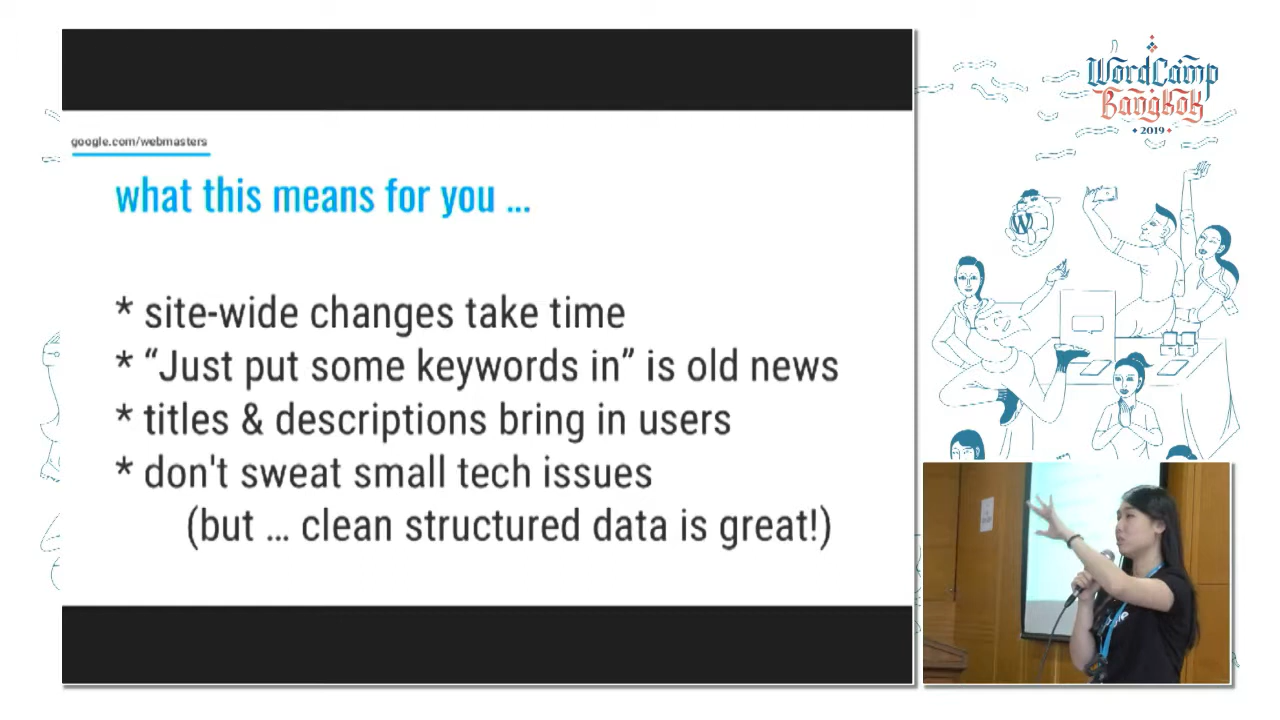 google.com/webmasters
what this means for you ...
* site-wide changes take time
* “Just put some keywords in” is old news
* titles & descriptions bring in users
* don't sweat small tech issues
(but ... clean structured data is great!)
WordCamp
Bangkok
2019
W